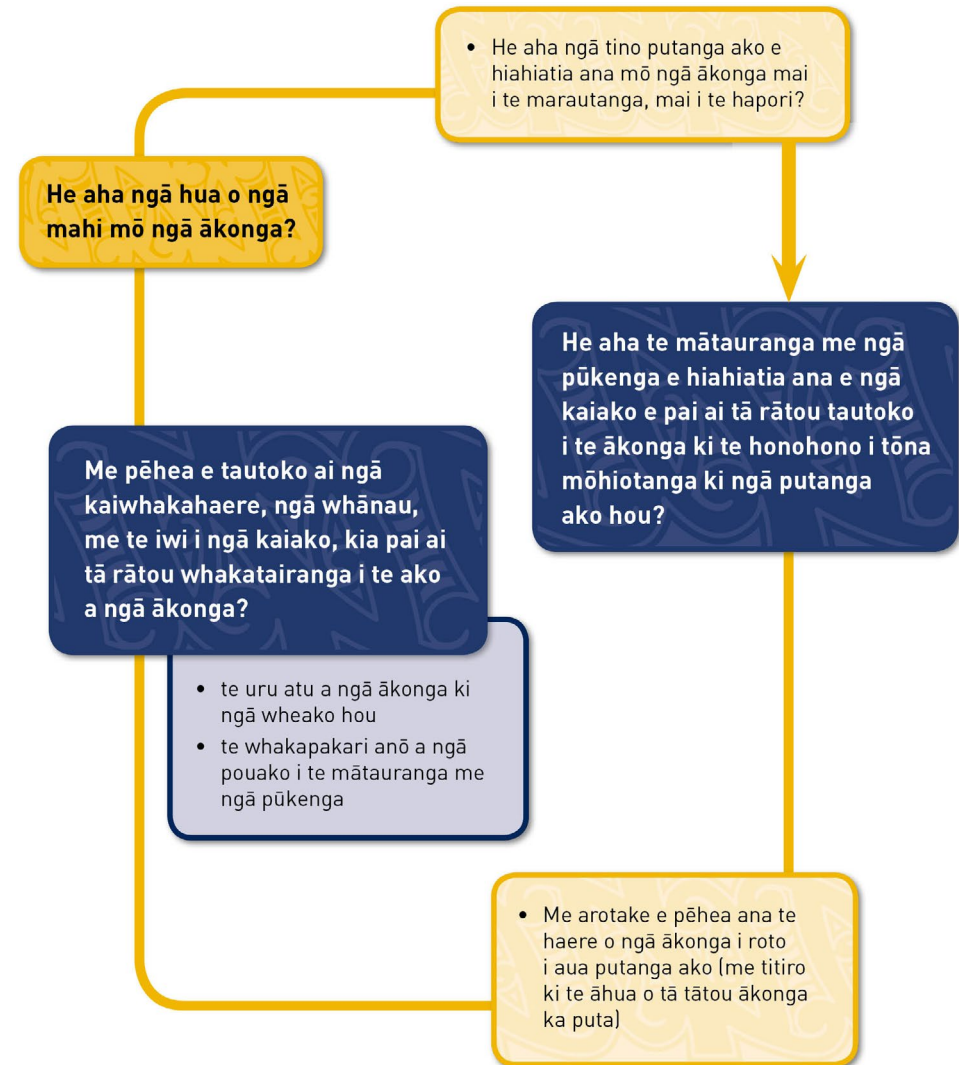 • He aha ngā tino putanga ako e
hiahiatia ana mō ngā ākonga mai
i te marautanga, mai i te hapori?
He aha ngā hua o ngā
mahi mō ngā ākonga?
He aha te mātauranga me ngā
pūkenga e hiahiatia ana e ngā
kaiako e pai ai tā rātou tautoko
i te ākonga ki te honohono i tōna
mōhiotanga ki ngā putanga
ako hou?
Me pēhea e tautoko ai ngā
kaiwhakahaere, ngā whānau,
me te iwi i ngā kaiako, kia pai ai
tā rātou whakatairanga i te ako
a ngā ākonga?
• te uru atu a ngā ākonga ki
ngā wheako hou
• te whakapakari anō a ngā
pouako i te mātauranga me
ngā pūkenga
• Me arotake e pēhea ana te
haere o ngā ākonga i roto
i aua putanga ako (me titiro
ki te āhua o tā tātou ākonga
ka puta)